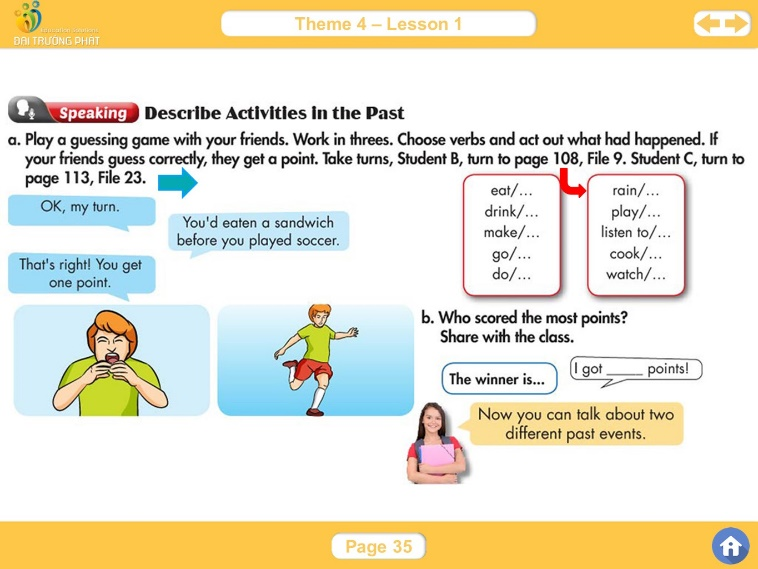 Theme 4 – Lesson 1
ĐẠI TRƯỜNG PHÁT
Speaking Describe Activities in the Past
a. Play a guessing game with your friends. Work in threes. Choose verbs and act out what had happened. If
your friends guess correctly, they get a point. Take turns, Student B, turn to page 108, File 9. Student C, turn to
page 113, File 23.
OK, my turn.
You'd eaten a sandwich
before you played soccer.
That's right! You get
one point.
eat/...
drink/...
make/...
go/...
do/...
rain/...
play/...
listen to/...
cook/...
watch/...
b. Who scored the most points?
Share with the class.
The winner is...
I got _____ points!
Now you can talk about two
different past events.
Page 35